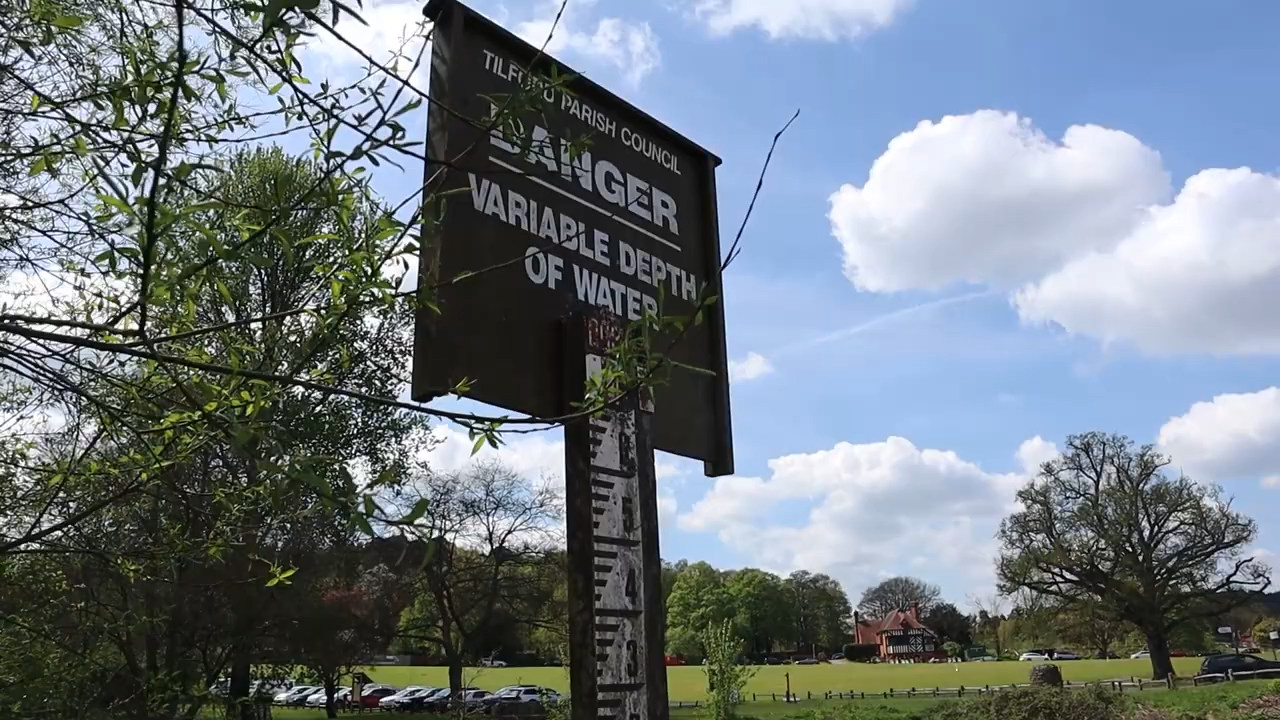 TILFORD PARISH COUNCIL
DANGER
VARIABLE DEPTH
OF WATER
6
5
4
3